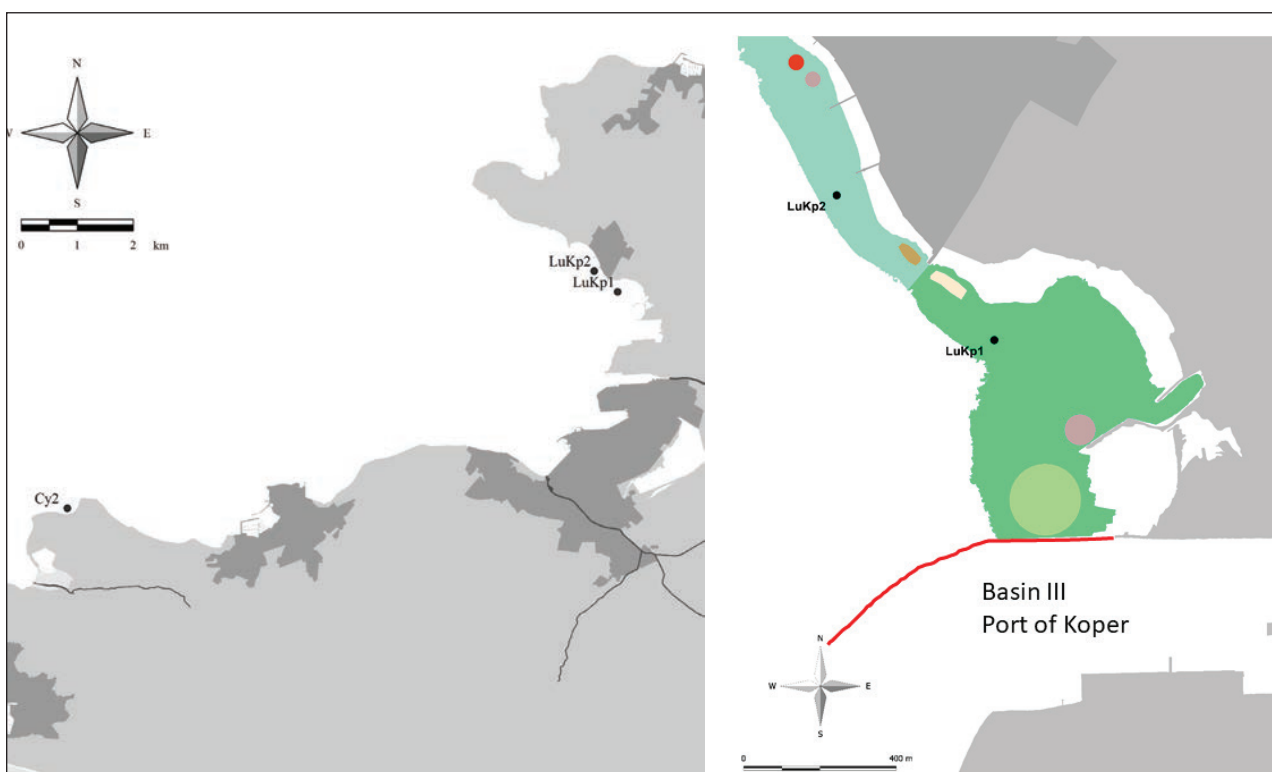 N
W
E
S
0 1 2 km
LuKp2
LuKp1
Cy2
LuKp2
LuKp1
Basin III
Port of Koper
N
W
E
S
0 400 m